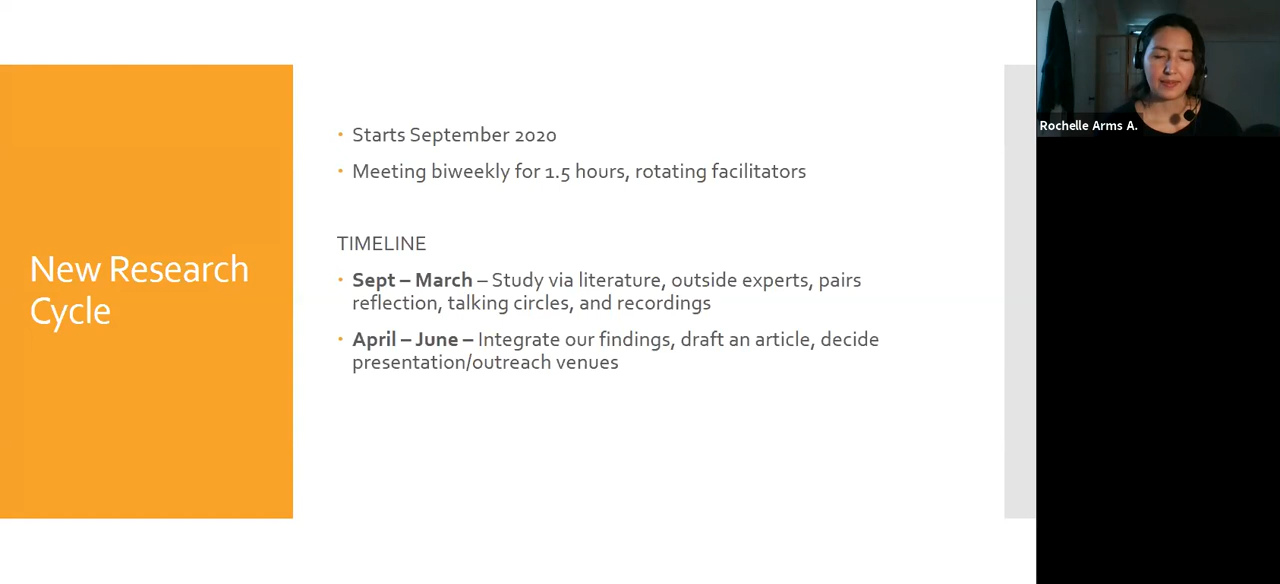 New Research
Cycle
• Starts September 2020
• Meeting biweekly for 1.5 hours, rotating facilitators
TIMELINE
• Sept – March – Study via literature, outside experts, pairs
reflection, talking circles, and recordings
• April – June – Integrate our findings, draft an article, decide
presentation/outreach venues
Rochelle Arms A.